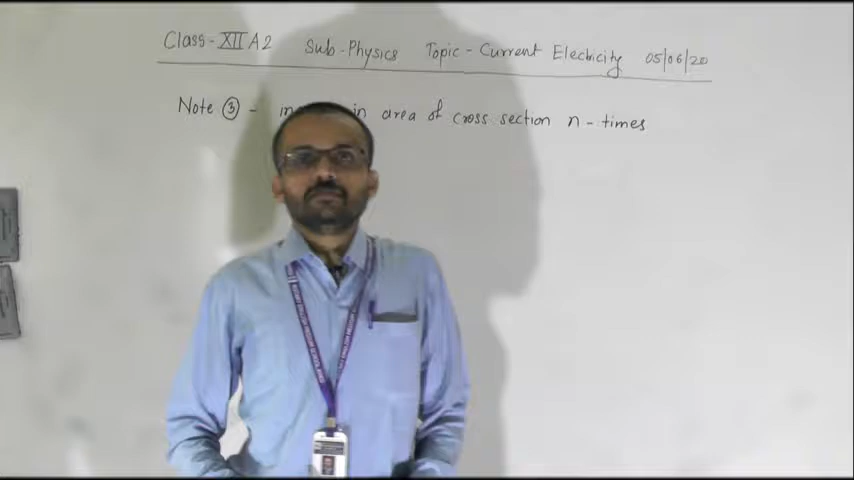 Class - XII A2 Sub - Physics Topic - Current Electricity 05/06/20
Note ③ - in area of cross section n - times